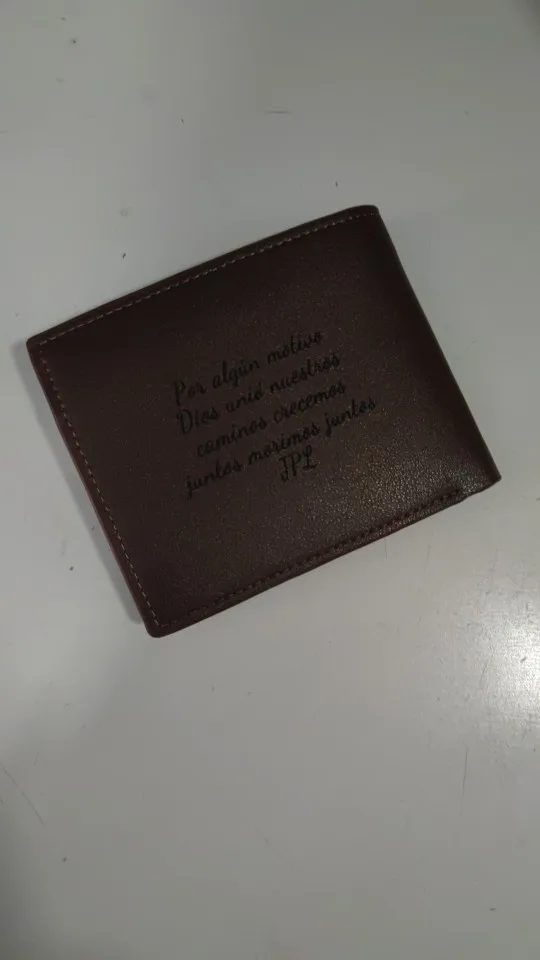 Por algún motivo
Dios unió nuestros
caminos crecemos
juntos morimos juntos
JPL